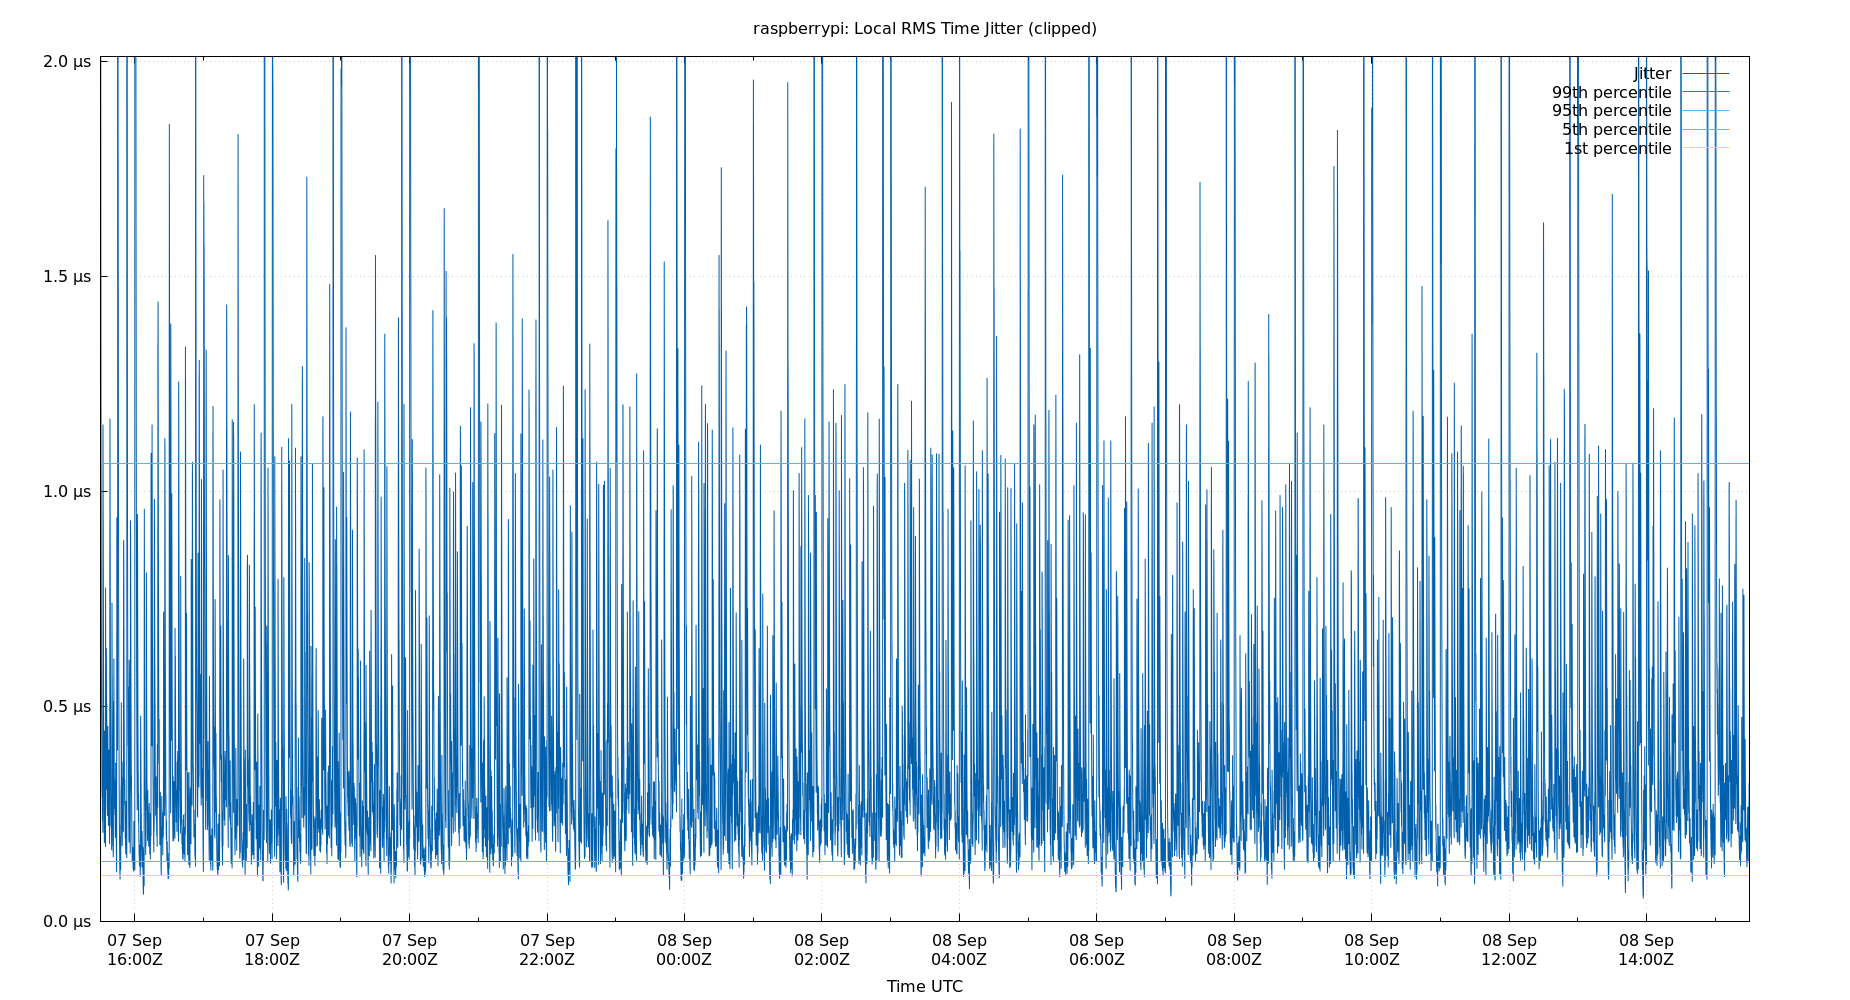 raspberrypi: Local RMS Time Jitter (clipped)
2.0 µs
1.5 µs
1.0 µs
0.5 µs
0.0 µs
Jitter
99th percentile
95th percentile
5th percentile
1st percentile
07 Sep 07 Sep 07 Sep 07 Sep 08 Sep 08 Sep 08 Sep 08 Sep 08 Sep 08 Sep 08 Sep 08 Sep
16:00Z 18:00Z 20:00Z 22:00Z 00:00Z 02:00Z 04:00Z 06:00Z 08:00Z 10:00Z 12:00Z 14:00Z
Time UTC